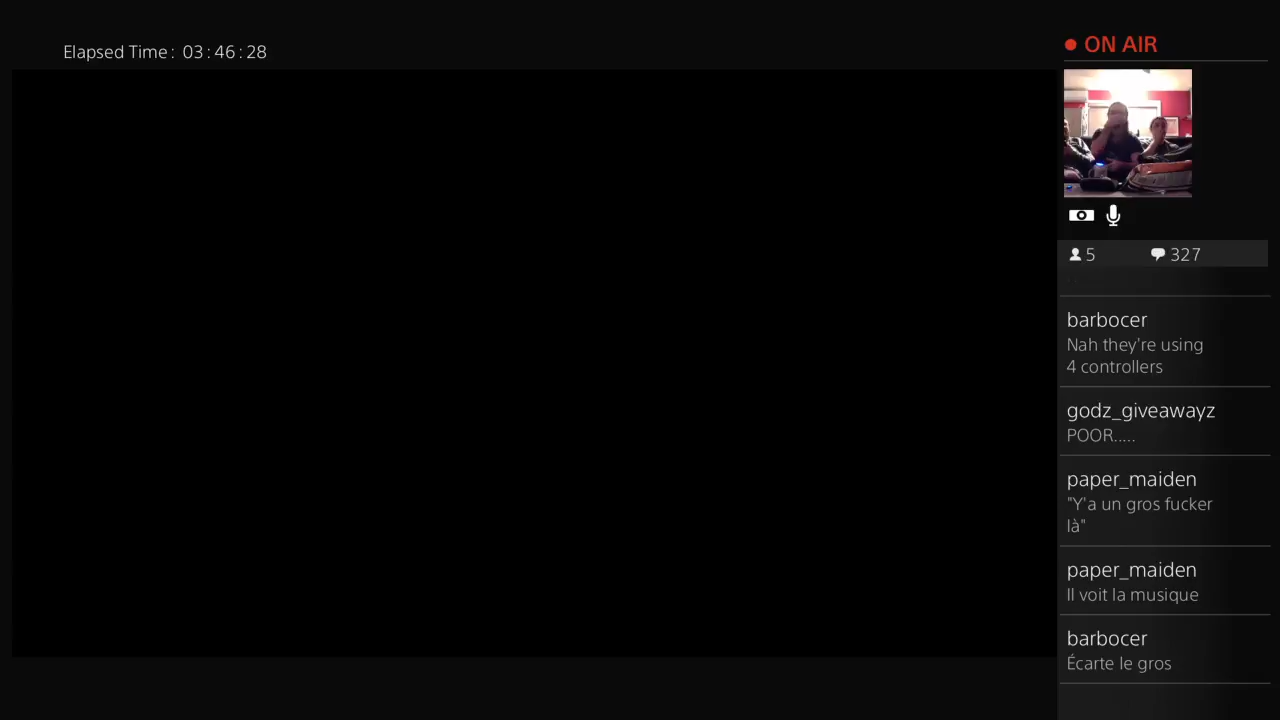 Elapsed Time: 03:46:28
ON AIR
5 327
barbocer
Nah they're using
4 controllers
godz_giveawayz
POOR.....
paper_maiden
"Y'a un gros fucker
là"
paper_maiden
Il voit la musique
barbocer
Écarte le gros